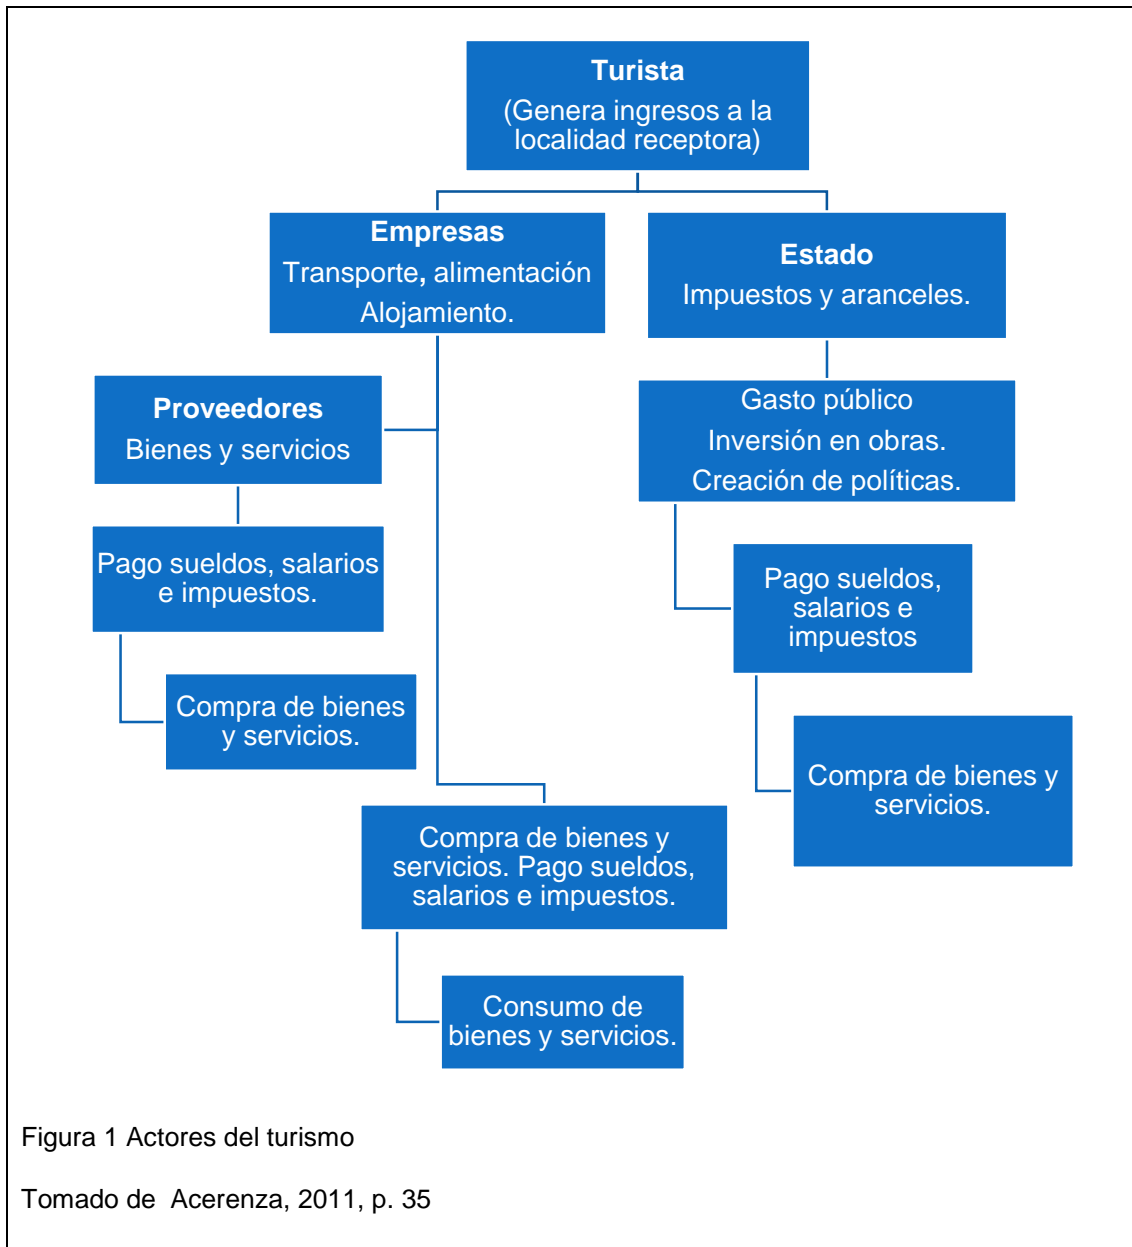 Turista
(Genera ingresos a la
localidad receptora)
Empresas
Transporte, alimentación
Alojamiento.
Estado
Impuestos y aranceles.
Proveedores
Bienes y servicios
Gasto público
Inversión en obras.
Creación de políticas.
Pago sueldos, salarios
e impuestos.
Pago sueldos,
salarios e
impuestos
Compra de bienes
y servicios.
Compra de bienes y
servicios.
Compra de bienes y
servicios. Pago sueldos,
salarios e impuestos.
Consumo de
bienes y servicios.
Figura 1 Actores del turismo
Tomado de  Acerenza, 2011, p. 35